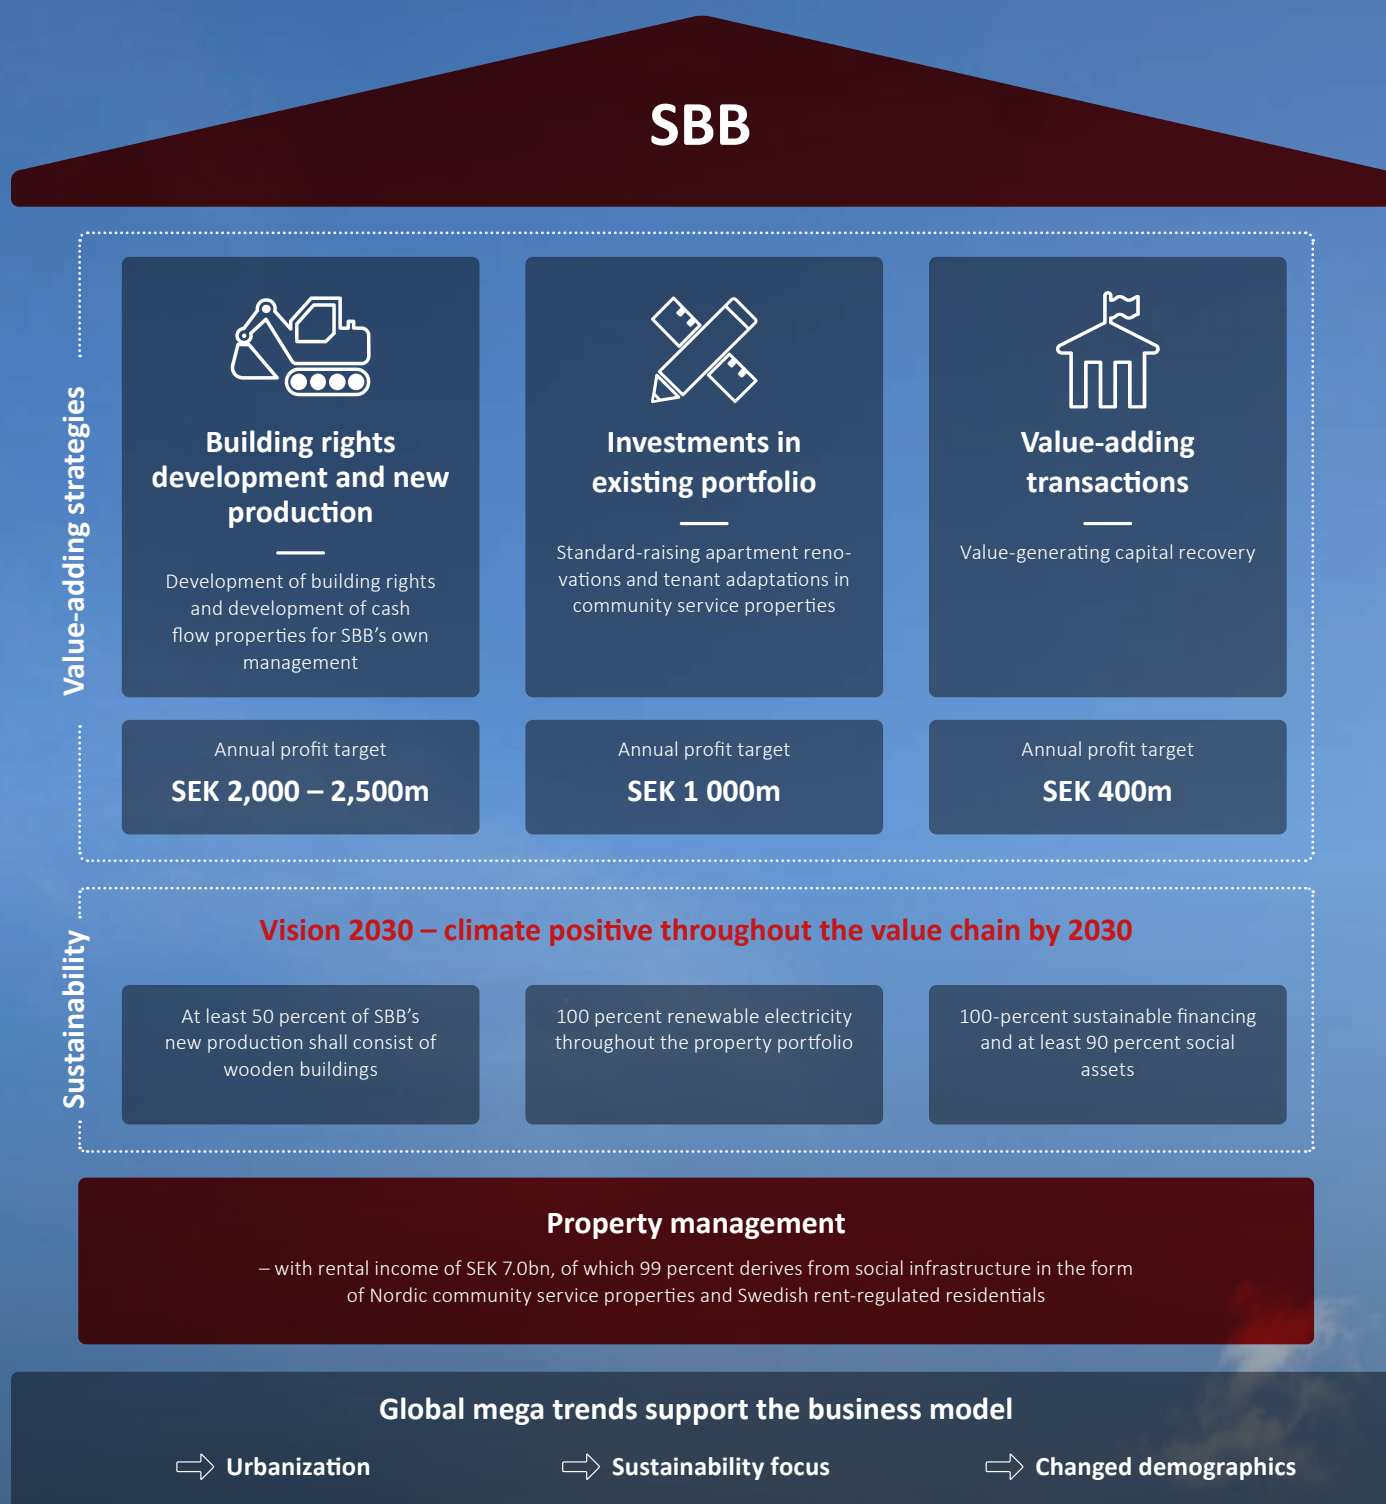 SBB
Value-adding strategies
Building rights
development and new
production
Development of building rights
and development of cash
flow properties for SBB's own
management
Annual profit target
SEK 2,000 – 2,500m
Investments in
existing portfolio
Standard-raising apartment reno-
vations and tenant adaptations in
community service properties
Annual profit target
SEK 1 000m
Value-adding
transactions
Value-generating capital recovery
Annual profit target
SEK 400m
Sustainability
Vision 2030 – climate positive throughout the value chain by 2030
At least 50 percent of SBB's
new production shall consist of
wooden buildings
100 percent renewable electricity
throughout the property portfolio
100-percent sustainable financing
and at least 90 percent social
assets
Property management
– with rental income of SEK 7.0bn, of which 99 percent derives from social infrastructure in the form
of Nordic community service properties and Swedish rent-regulated residentials
Global mega trends support the business model
Urbanization
Sustainability focus
Changed demographics